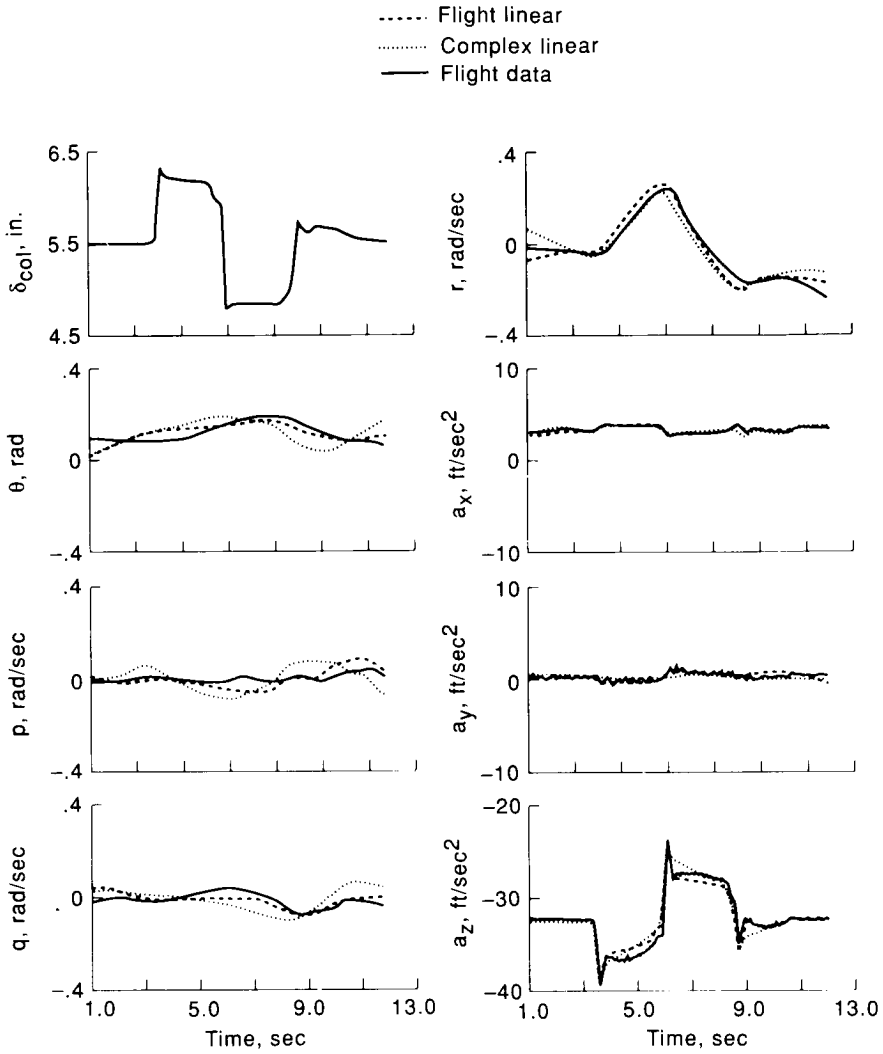 Flight linear
Complex linear
Flight data
6.5
5.5
4.5
δcol, in.
.4
0
−.4
θ, rad
.4
0
−.4
p, rad/sec
.4
0
−.4
q, rad/sec
1.0 5.0 9.0 13.0
Time, sec
.4
0
−.4
r, rad/sec
10
0
−10
ax, ft/sec2
10
0
−10
ay, ft/sec2
−20
−30
−40
az, ft/sec2
1.0 5.0 9.0 13.0
Time, sec